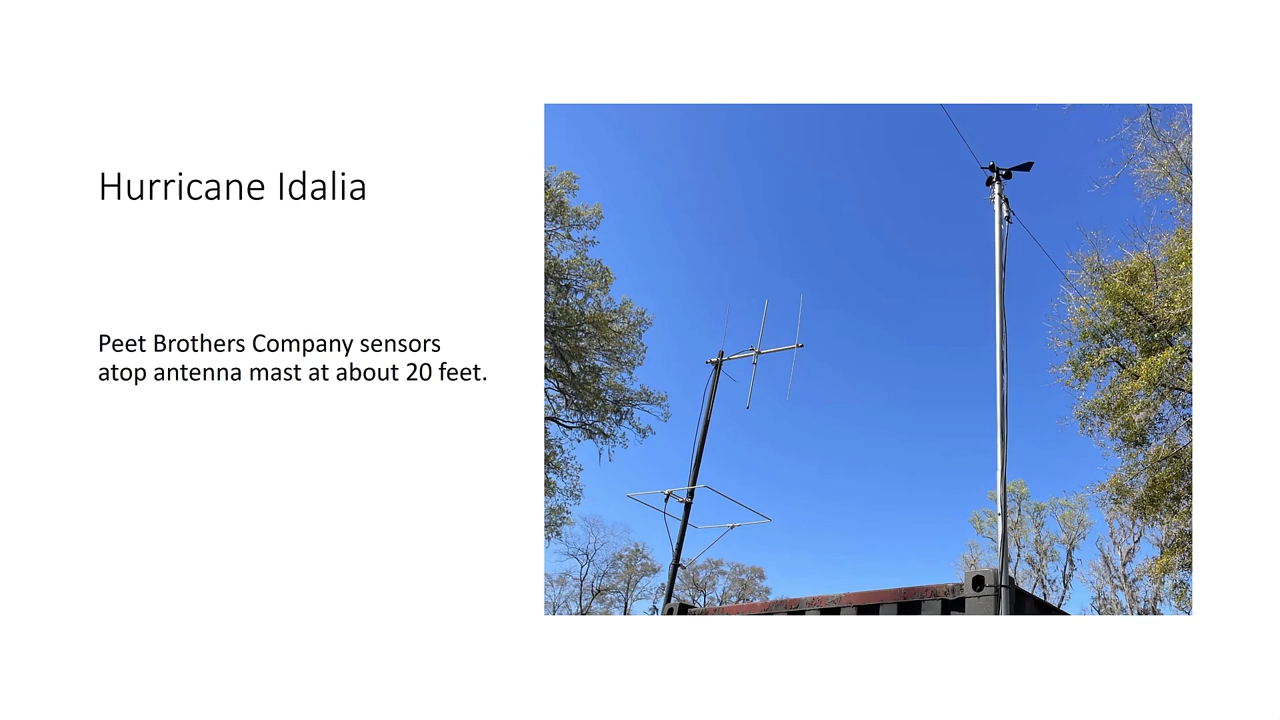 Hurricane Idalia
Peet Brothers Company sensors
atop antenna mast at about 20 feet.